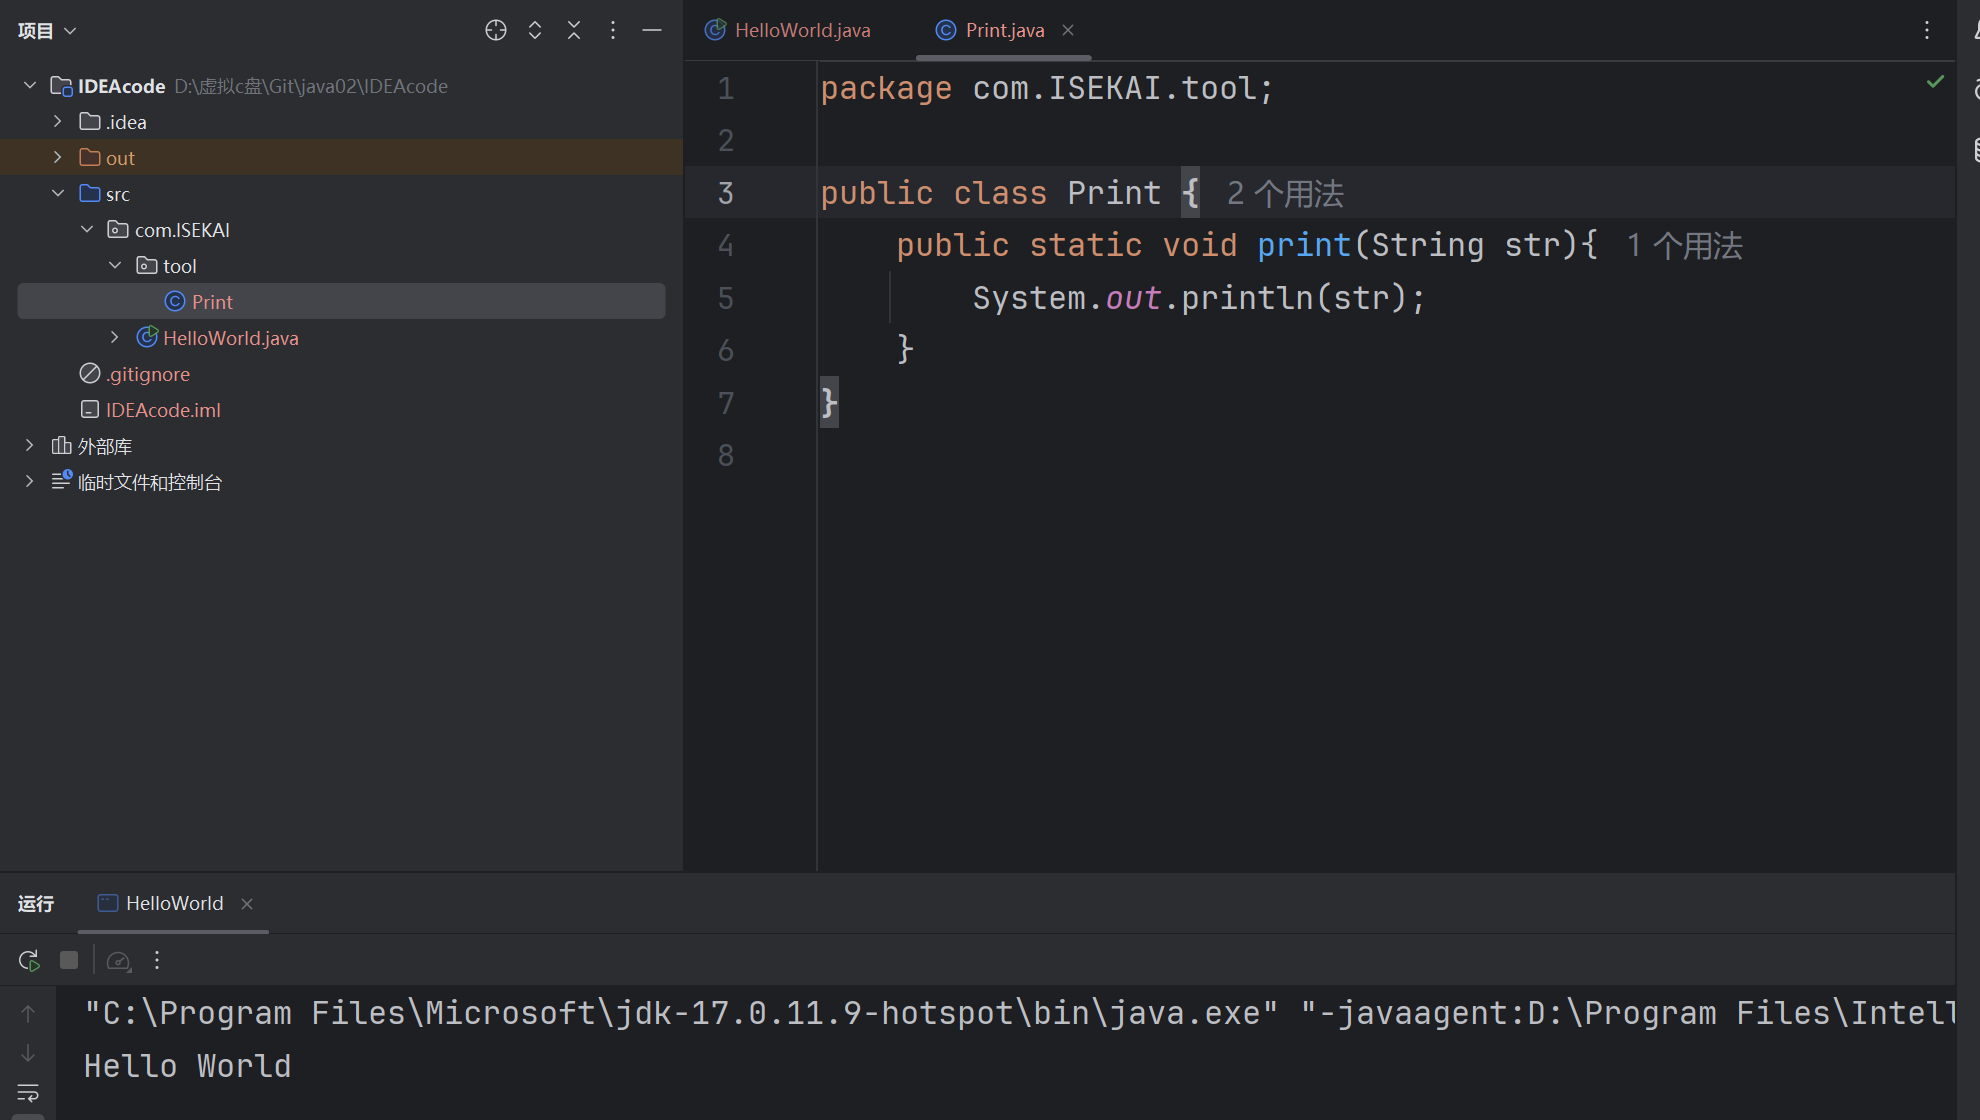 项目
IDEAcode D:\虚拟c盘\Git\java02\IDEAcode
.idea
out
src
com.ISEKAI
tool
Print
HelloWorld.java
.gitignore
IDEAcode.iml
外部库
临时文件和控制台
HelloWorld.java
Print.java
1 package com.ISEKAI.tool;
2
3 public class Print { 2 个用法
4 public static void print(String str){ 1 个用法
5 System.out.println(str);
6 }
7 }
8
运行 HelloWorld
"C:\Program Files\Microsoft\jdk-17.0.11.9-hotspot\bin\java.exe" "-javaagent:D:\Program Files\Intell
Hello World